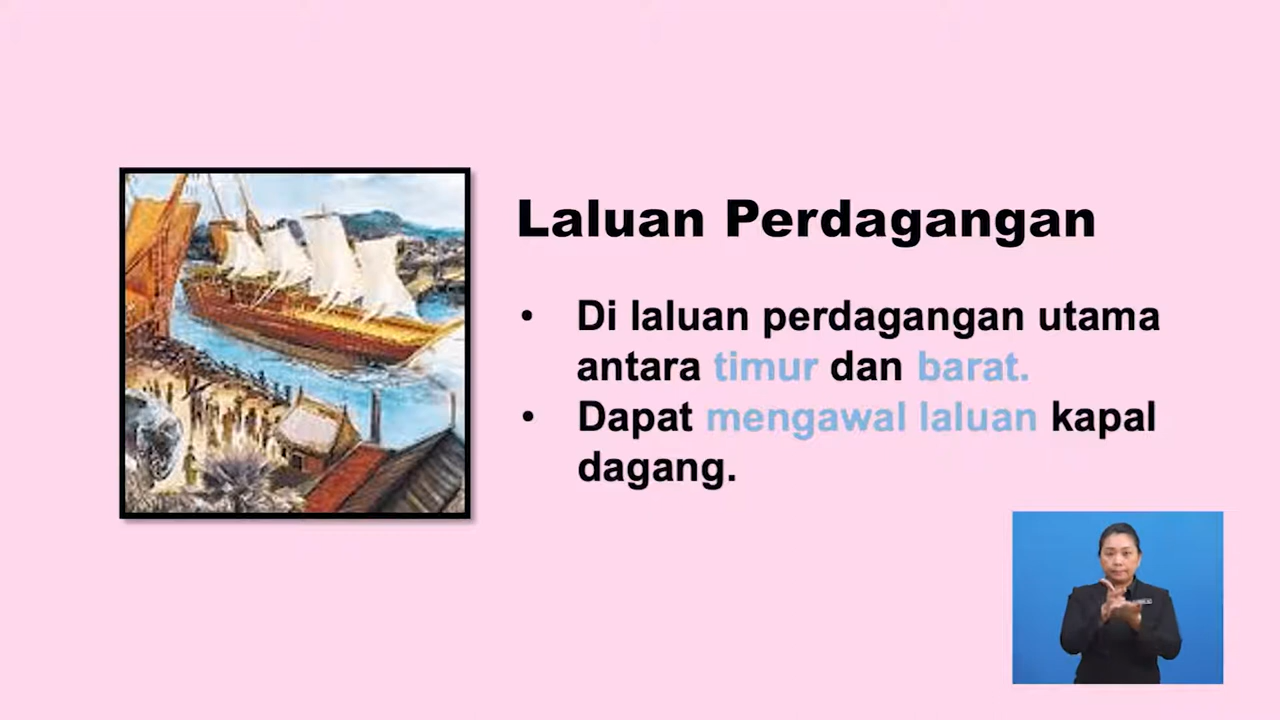 Laluan Perdagangan
• Di laluan perdagangan utama
antara timur dan barat.
• Dapat mengawal laluan kapal
dagang.